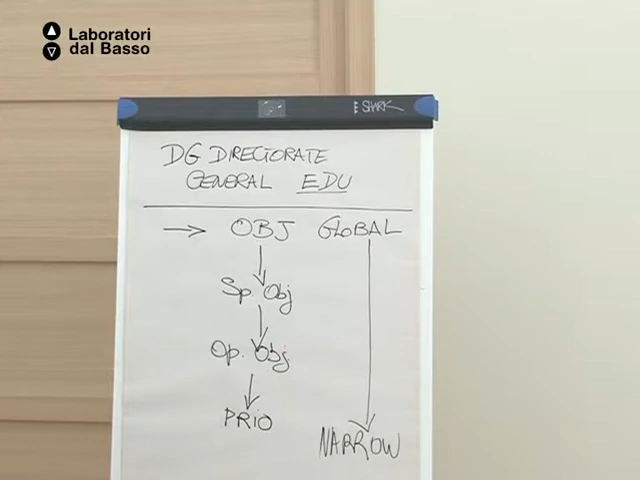 Laboratori
dal Basso
SHARK
DG DIRECTORATE
GENERAL EDU
→ OBJ GLOBAL
Sp. Obj
Op. Obj
PRIO
NARROW